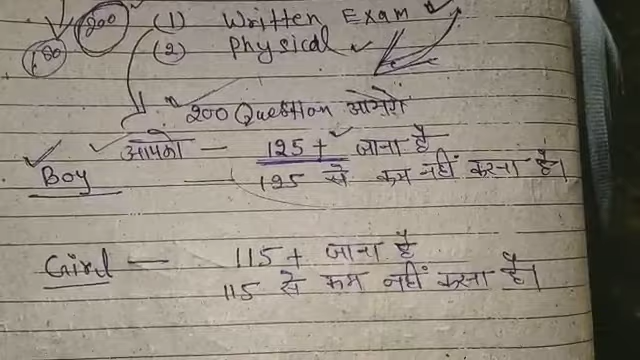 200 (1) Written Exam
(2) Physical
200 Question आयेंगे
आपको — 125 + जाना है
Boy — 125 से कम नहीं करना है।
Girl — 115 + जाना है
115 से कम नहीं करना है।